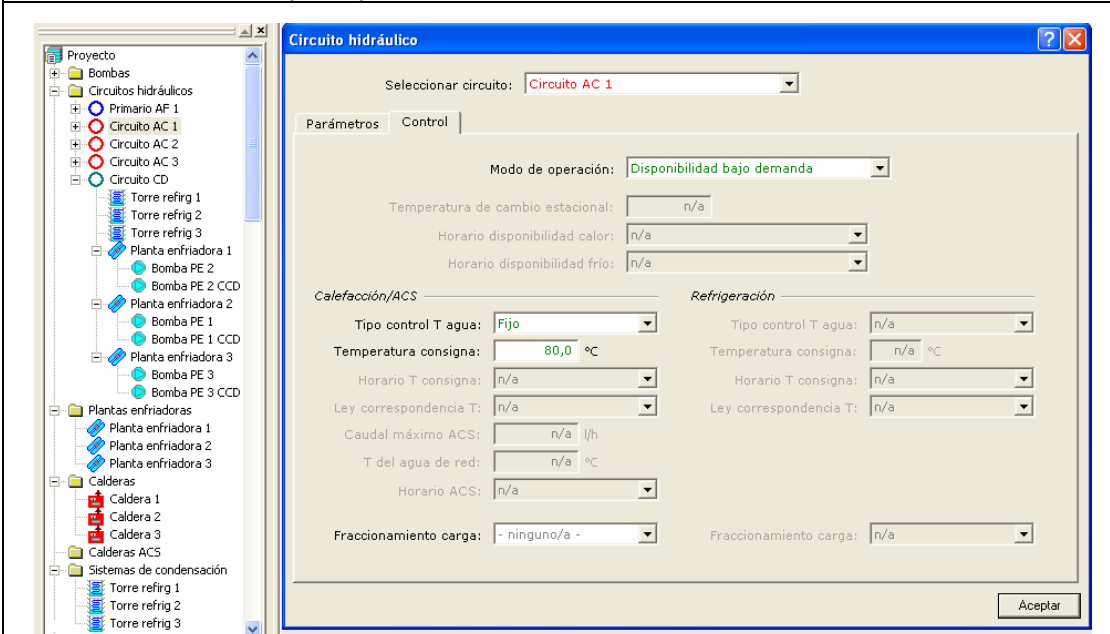 Proyecto
Bombas
Circuitos hidráulicos
Primario AF 1
Circuito AC 1
Circuito AC 2
Circuito AC 3
Circuito CD
Torre refirg 1
Torre refrig 2
Torre refrig 3
Planta enfriadora 1
Bomba PE 2
Bomba PE 2 CCD
Planta enfriadora 2
Bomba PE 1
Bomba PE 1 CCD
Planta enfriadora 3
Bomba PE 3
Bomba PE 3 CCD
Plantas enfriadoras
Planta enfriadora 1
Planta enfriadora 2
Planta enfriadora 3
Calderas
Caldera 1
Caldera 2
Caldera 3
Calderas ACS
Sistemas de condensación
Torre refirg 1
Torre refrig 2
Torre refrig 3
Circuito hidráulico
Seleccionar circuito: Circuito AC 1
Parámetros Control
Modo de operación: Disponibilidad bajo demanda
Temperatura de cambio estacional: n/a
Horario disponibilidad calor: n/a
Horario disponibilidad frío: n/a
Calefacción/ACS
Tipo control T agua: Fijo
Temperatura consigna: 80,0 ºC
Horario T consigna: n/a
Ley correspondencia T: n/a
Caudal máximo ACS: n/a l/h
T del agua de red: n/a ºC
Horario ACS: n/a
Fraccionamiento carga: - ninguno/a -
Refrigeración
Tipo control T agua: n/a
Temperatura consigna: n/a ºC
Horario T consigna: n/a
Ley correspondencia T: n/a
Fraccionamiento carga: n/a
Aceptar